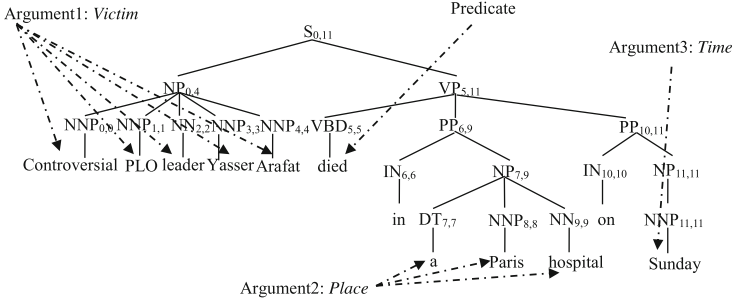 Argument1: Victim
Predicate
S0,11
Argument3: Time
NP0,4
VP5,11
NNP0,0 NNP1,1 NN2,2 NNP3,3 NNP4,4 VBD5,5 PP6,9 PP10,11
Controversial PLO leader Yasser Arafat died
IN6,6 NP7,9 IN10,10 NP11,11
in DT7,7 NNP8,8 NN9,9 on NNP11,11
a Paris hospital Sunday
Argument2: Place